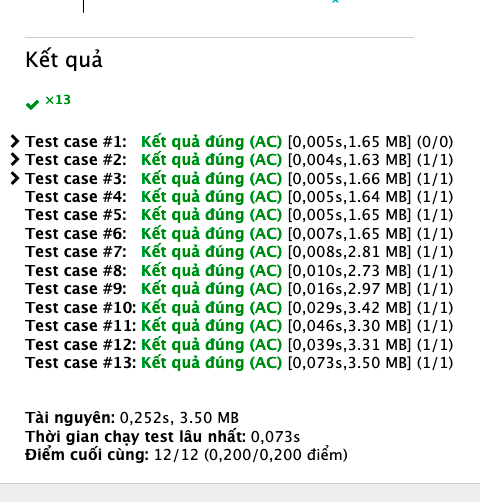 Kết quả
×13
Test case #1: Kết quả đúng (AC) [0,005s,1.65 MB] (0/0)
Test case #2: Kết quả đúng (AC) [0,004s,1.63 MB] (1/1)
Test case #3: Kết quả đúng (AC) [0,005s,1.66 MB] (1/1)
Test case #4: Kết quả đúng (AC) [0,005s,1.64 MB] (1/1)
Test case #5: Kết quả đúng (AC) [0,005s,1.65 MB] (1/1)
Test case #6: Kết quả đúng (AC) [0,007s,1.65 MB] (1/1)
Test case #7: Kết quả đúng (AC) [0,008s,2.81 MB] (1/1)
Test case #8: Kết quả đúng (AC) [0,010s,2.73 MB] (1/1)
Test case #9: Kết quả đúng (AC) [0,016s,2.97 MB] (1/1)
Test case #10: Kết quả đúng (AC) [0,029s,3.42 MB] (1/1)
Test case #11: Kết quả đúng (AC) [0,046s,3.30 MB] (1/1)
Test case #12: Kết quả đúng (AC) [0,039s,3.31 MB] (1/1)
Test case #13: Kết quả đúng (AC) [0,073s,3.50 MB] (1/1)
Tài nguyên: 0,252s, 3.50 MB
Thời gian chạy test lâu nhất: 0,073s
Điểm cuối cùng: 12/12 (0,200/0,200 điểm)